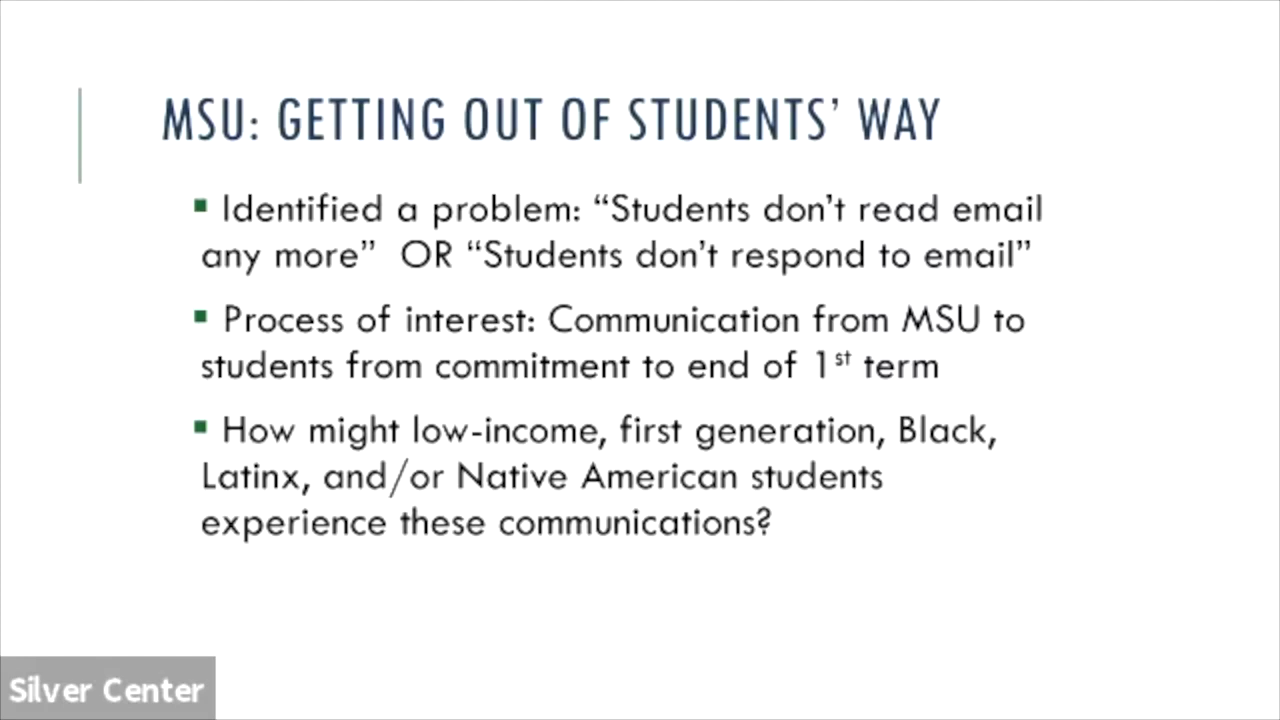 MSU: GETTING OUT OF STUDENTS’ WAY
▪ Identified a problem: “Students don’t read email
any more” OR “Students don’t respond to email”
▪ Process of interest: Communication from MSU to
students from commitment to end of 1st term
▪ How might low-income, first generation, Black,
Latinx, and/or Native American students
experience these communications?
Silver Center